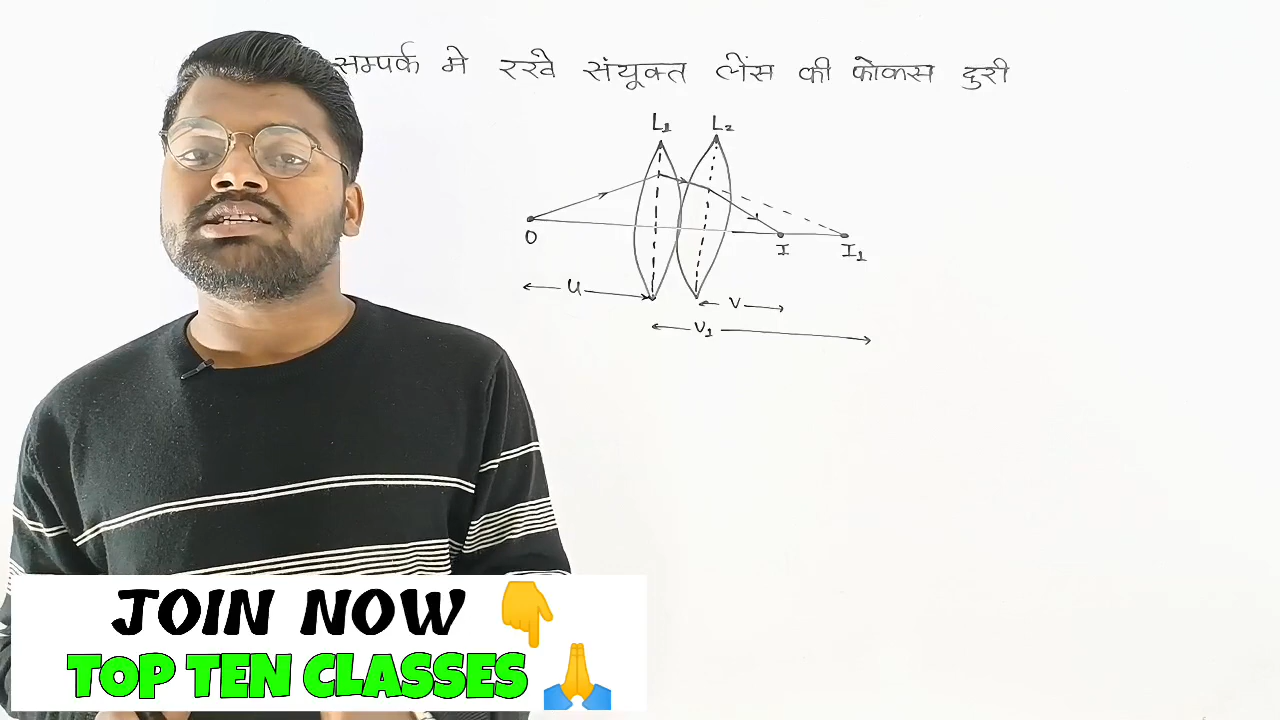 सम्पर्क मे रखे संयूक्त लेंस की फोकस दुरी
L₁ L₂
O I I₁
u
v
v₁
JOIN NOW 👇
TOP TEN CLASSES 🙏